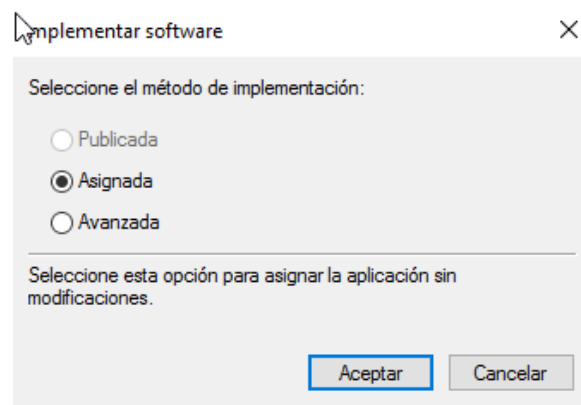 Implementar software
Seleccione el método de implementación:
Publicada
Asignada
Avanzada
Seleccione esta opción para asignar la aplicación sin
modificaciones.
Aceptar
Cancelar